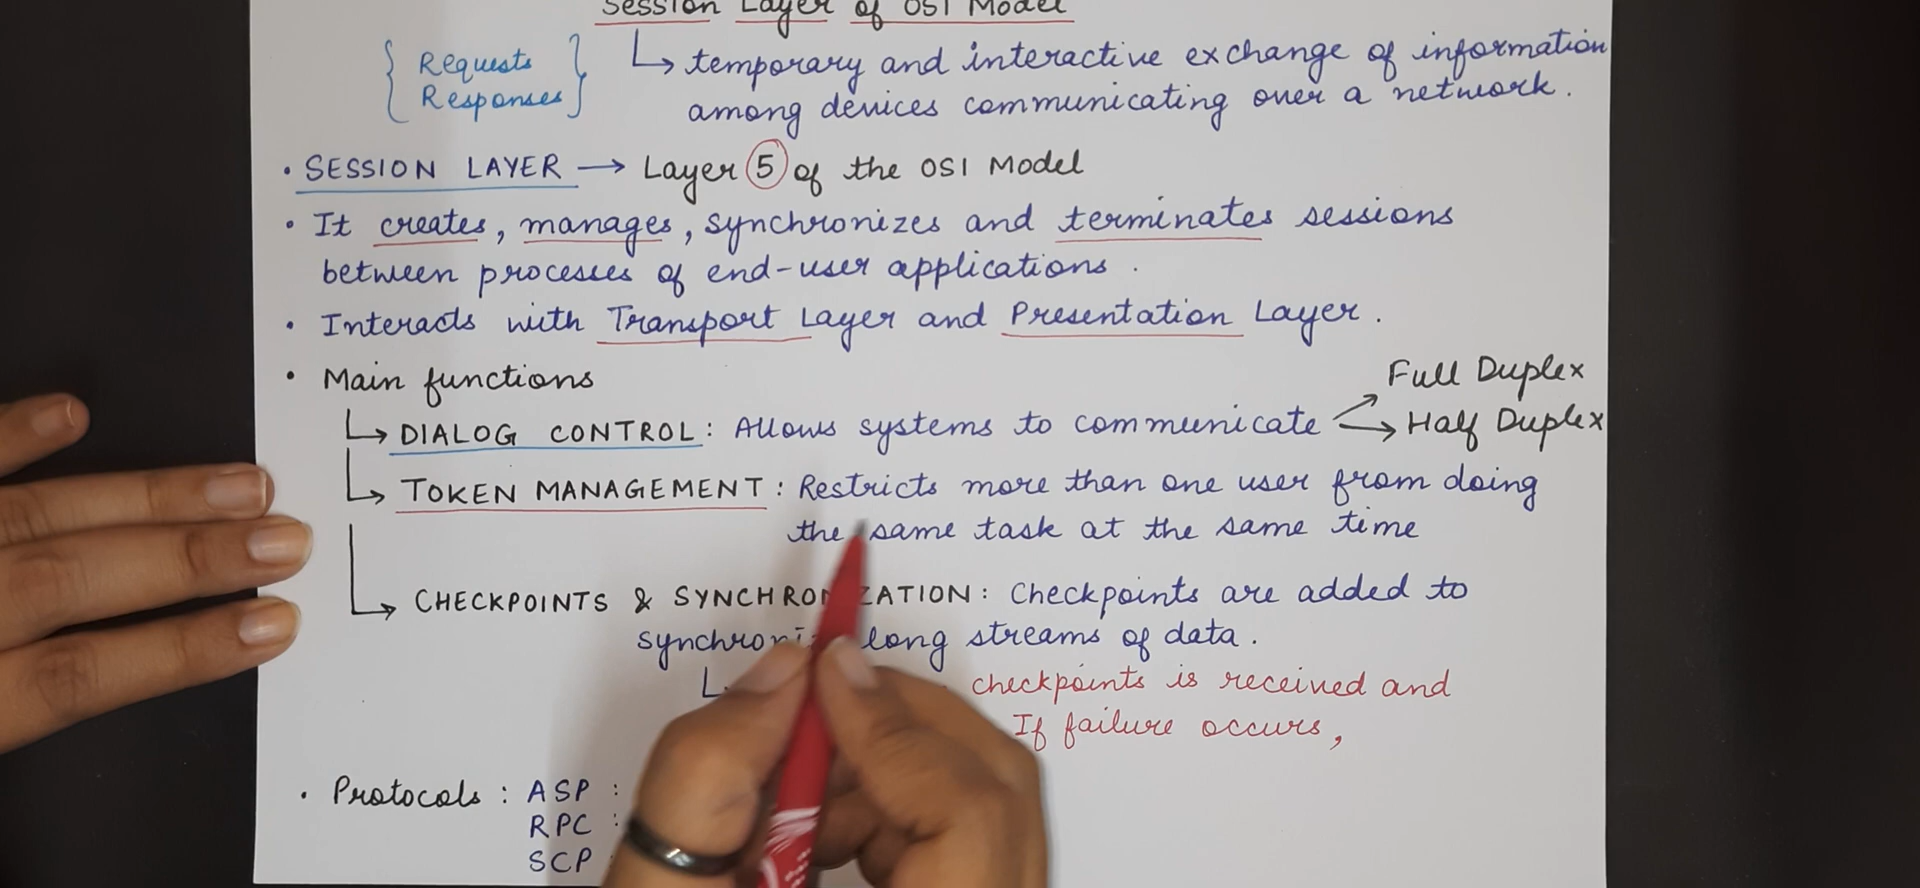 Session Layer of OSI Model
{ Requests
Responses }
↳ temporary and interactive exchange of information
among devices communicating over a network.
• SESSION LAYER → Layer 5 of the OSI Model
• It creates, manages, synchronizes and terminates sessions
between processes of end-user applications.
• Interacts with Transport Layer and Presentation Layer.
• Main functions
Full Duplex
↳ DIALOG CONTROL: Allows systems to communicate → Half Duplex
↳ TOKEN MANAGEMENT: Restricts more than one user from doing
the same task at the same time
↳ CHECKPOINTS & : Checkpoints are added to
long streams of data.
checkpoints is received and
If failure occurs,
• Protocols: ASP :
RPC :
SCP